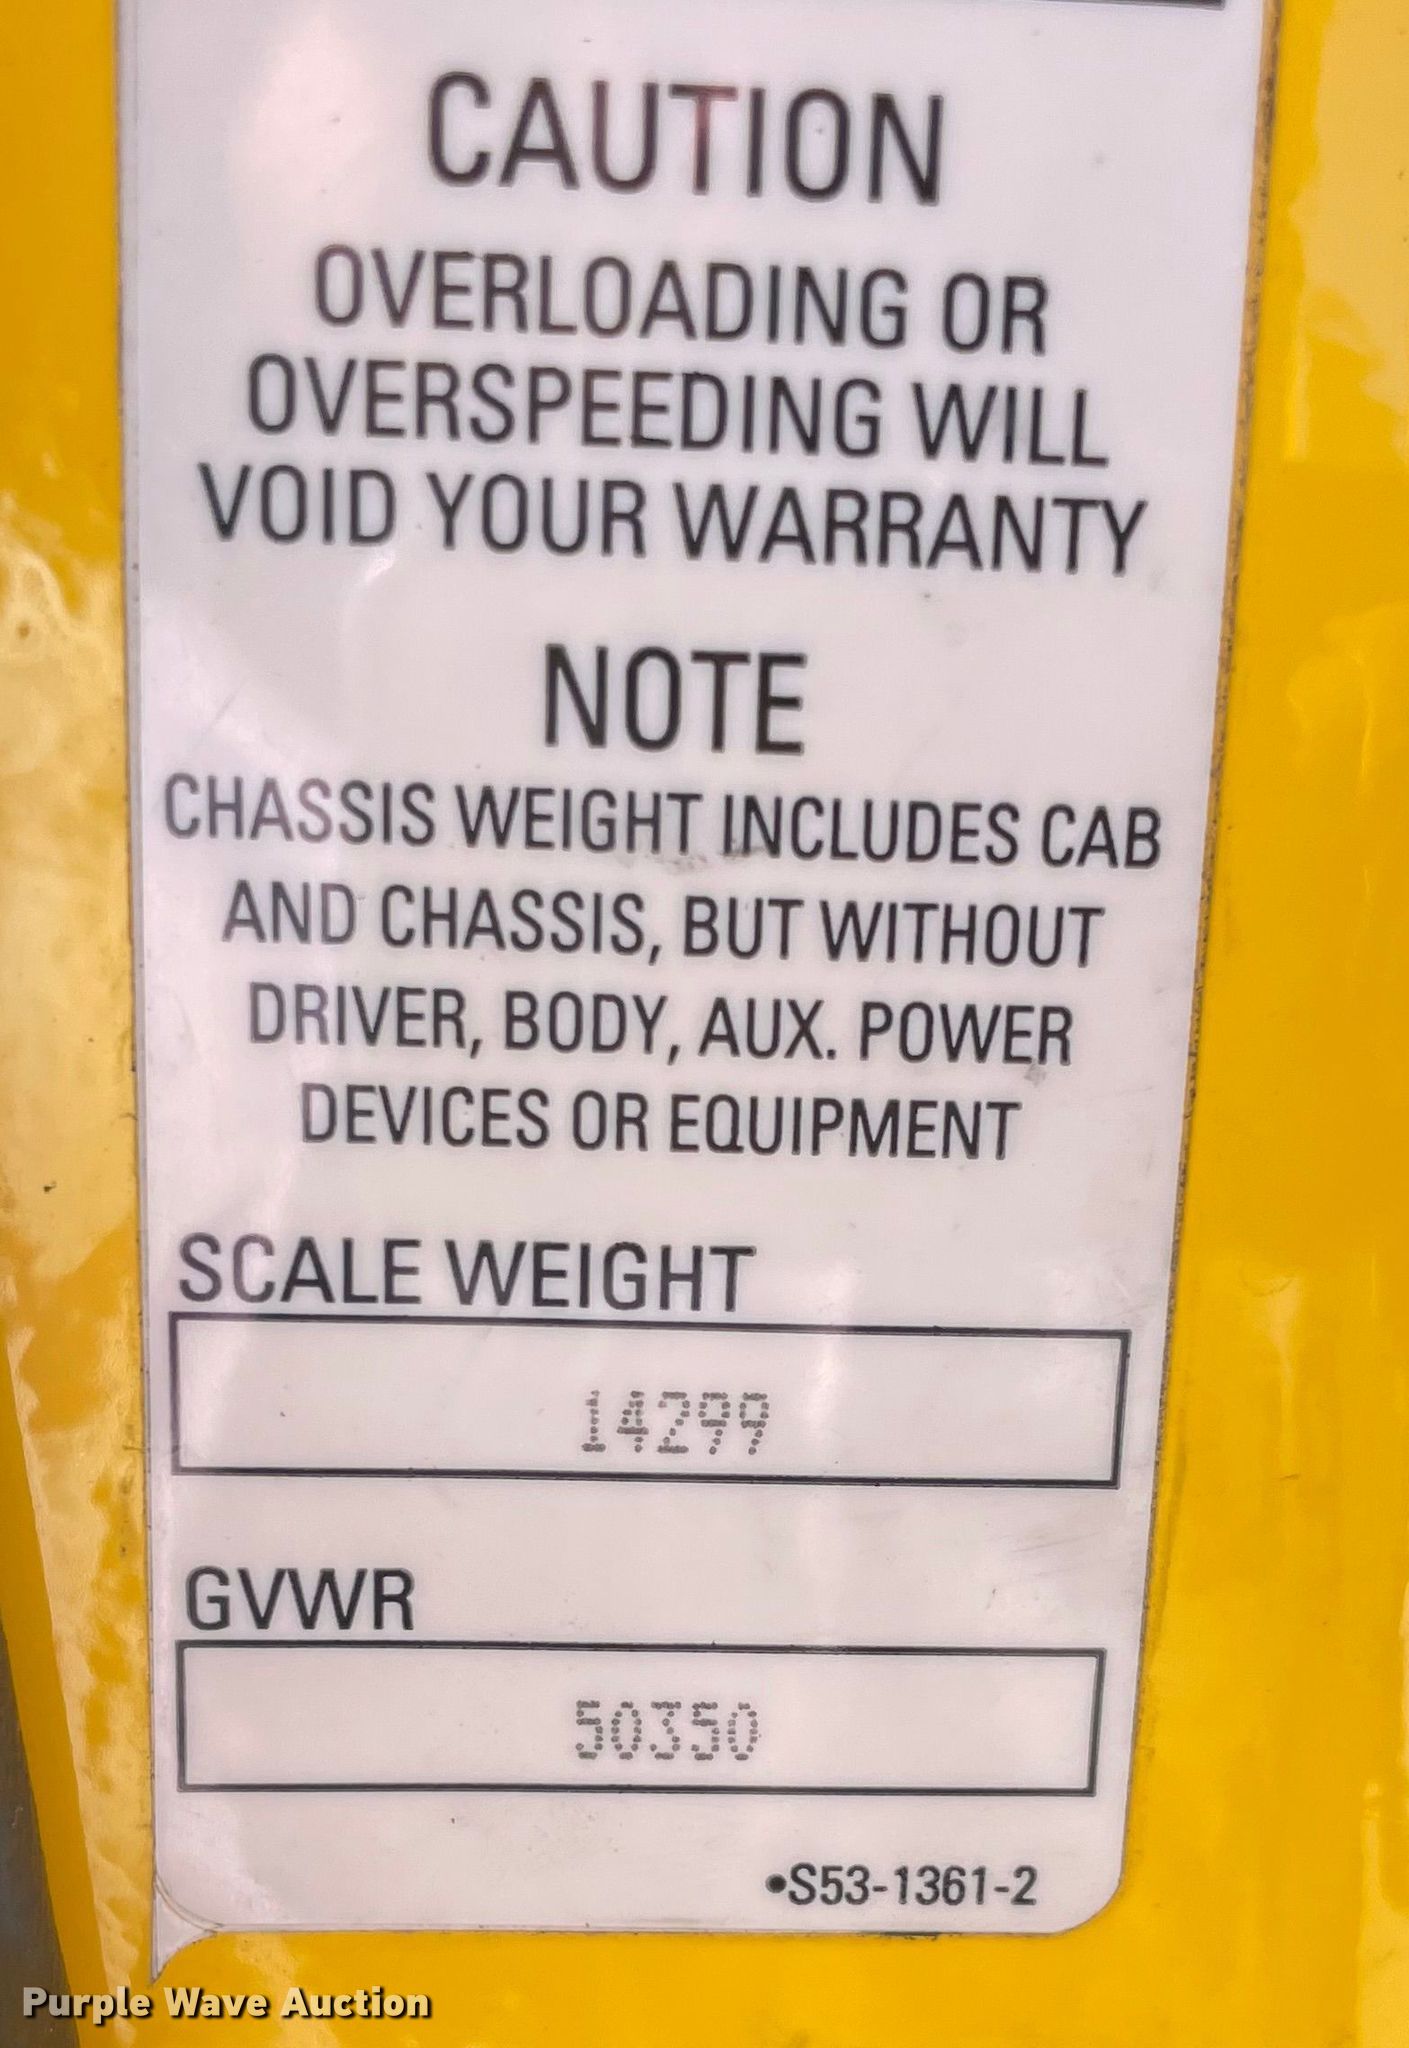 CAUTION
OVERLOADING OR
OVERSPEEDING WILL
VOID YOUR WARRANTY
NOTE
CHASSIS WEIGHT INCLUDES CAB
AND CHASSIS, BUT WITHOUT
DRIVER, BODY, AUX. POWER
DEVICES OR EQUIPMENT
SCALE WEIGHT
14299
GVWR
50350
•S53-1361-2
Purple Wave Auction